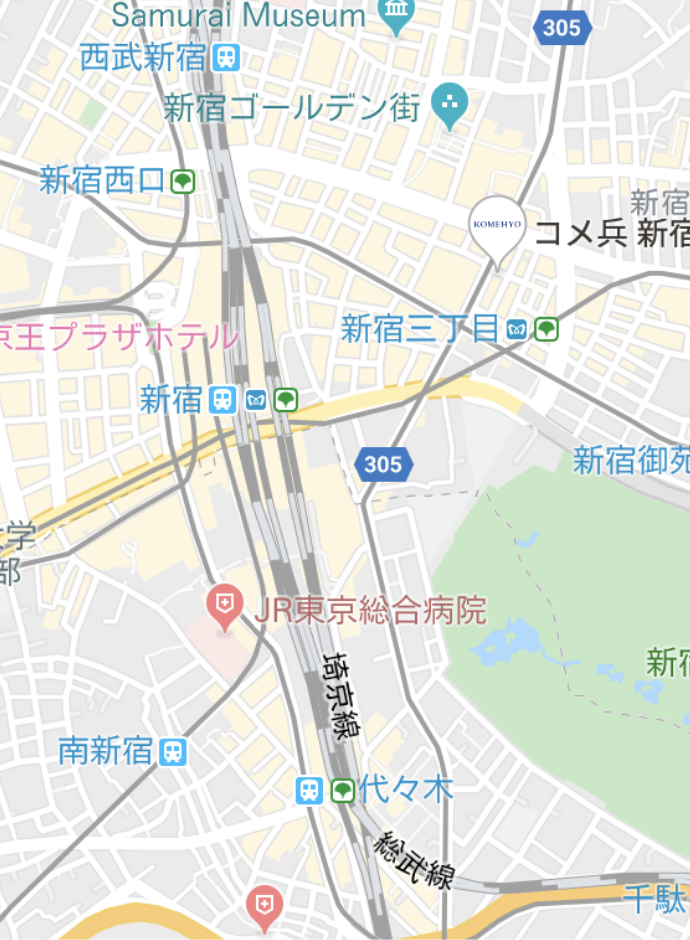 Samurai Museum
305
西武新宿
新宿ゴールデン街
新宿西口
新宿
KOMEHYO
コメ兵 新宿
京王プラザホテル
新宿三丁目
新宿
305
新宿御苑
大学
部
JR東京総合病院
埼京線
新宿
南新宿
代々木
総武線
千駄